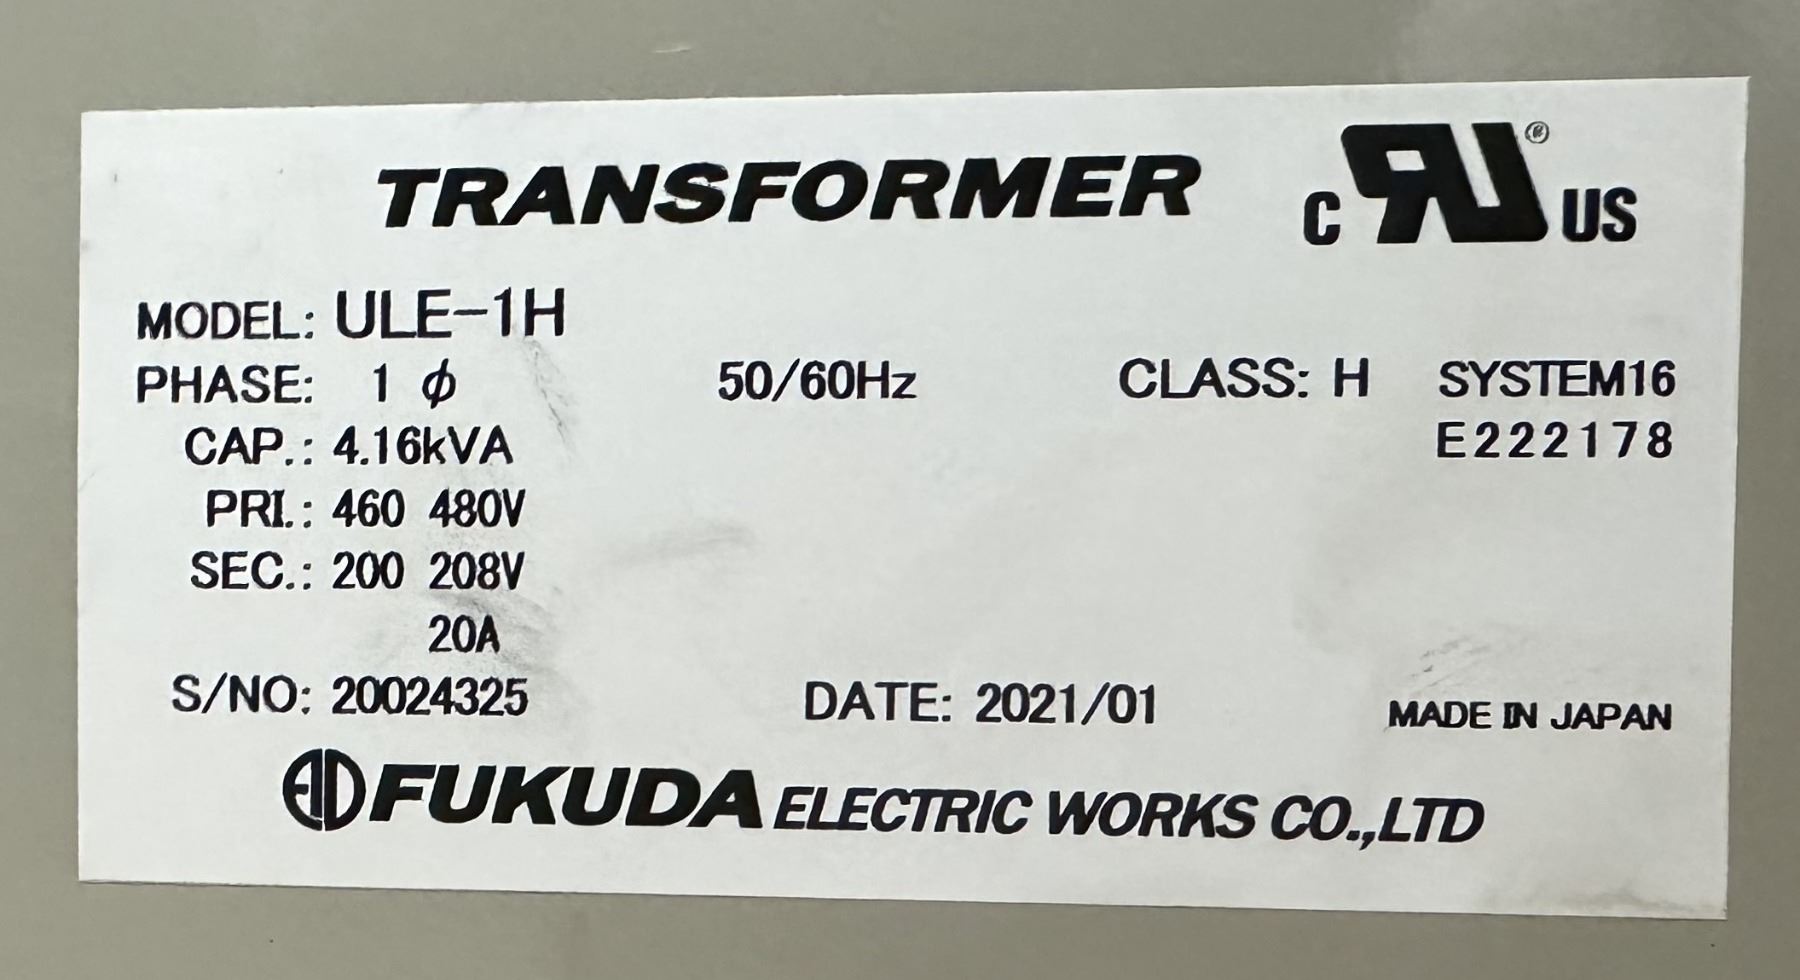 TRANSFORMER
c RU ® US
MODEL: ULE-1H
PHASE: 1 ϕ 50/60Hz CLASS: H SYSTEM16
CAP.: 4.16kVA E222178
PRI.: 460 480V
SEC.: 200 208V
20A
S/NO: 20024325 DATE: 2021/01 MADE IN JAPAN
FUKUDA ELECTRIC WORKS CO.,LTD